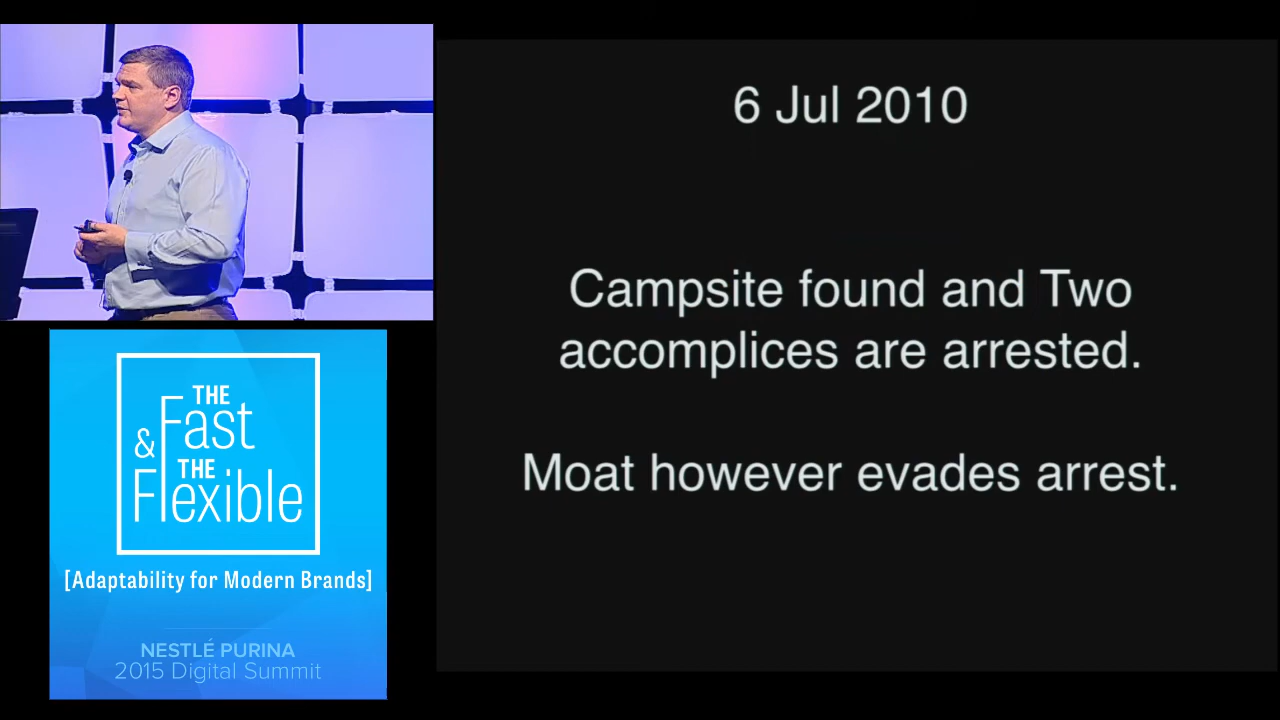 6 Jul 2010
Campsite found and Two
accomplices are arrested.
Moat however evades arrest.
THE
Fast
&
THE
Flexible
[Adaptability for Modern Brands]
NESTLÉ PURINA
2015 Digital Summit